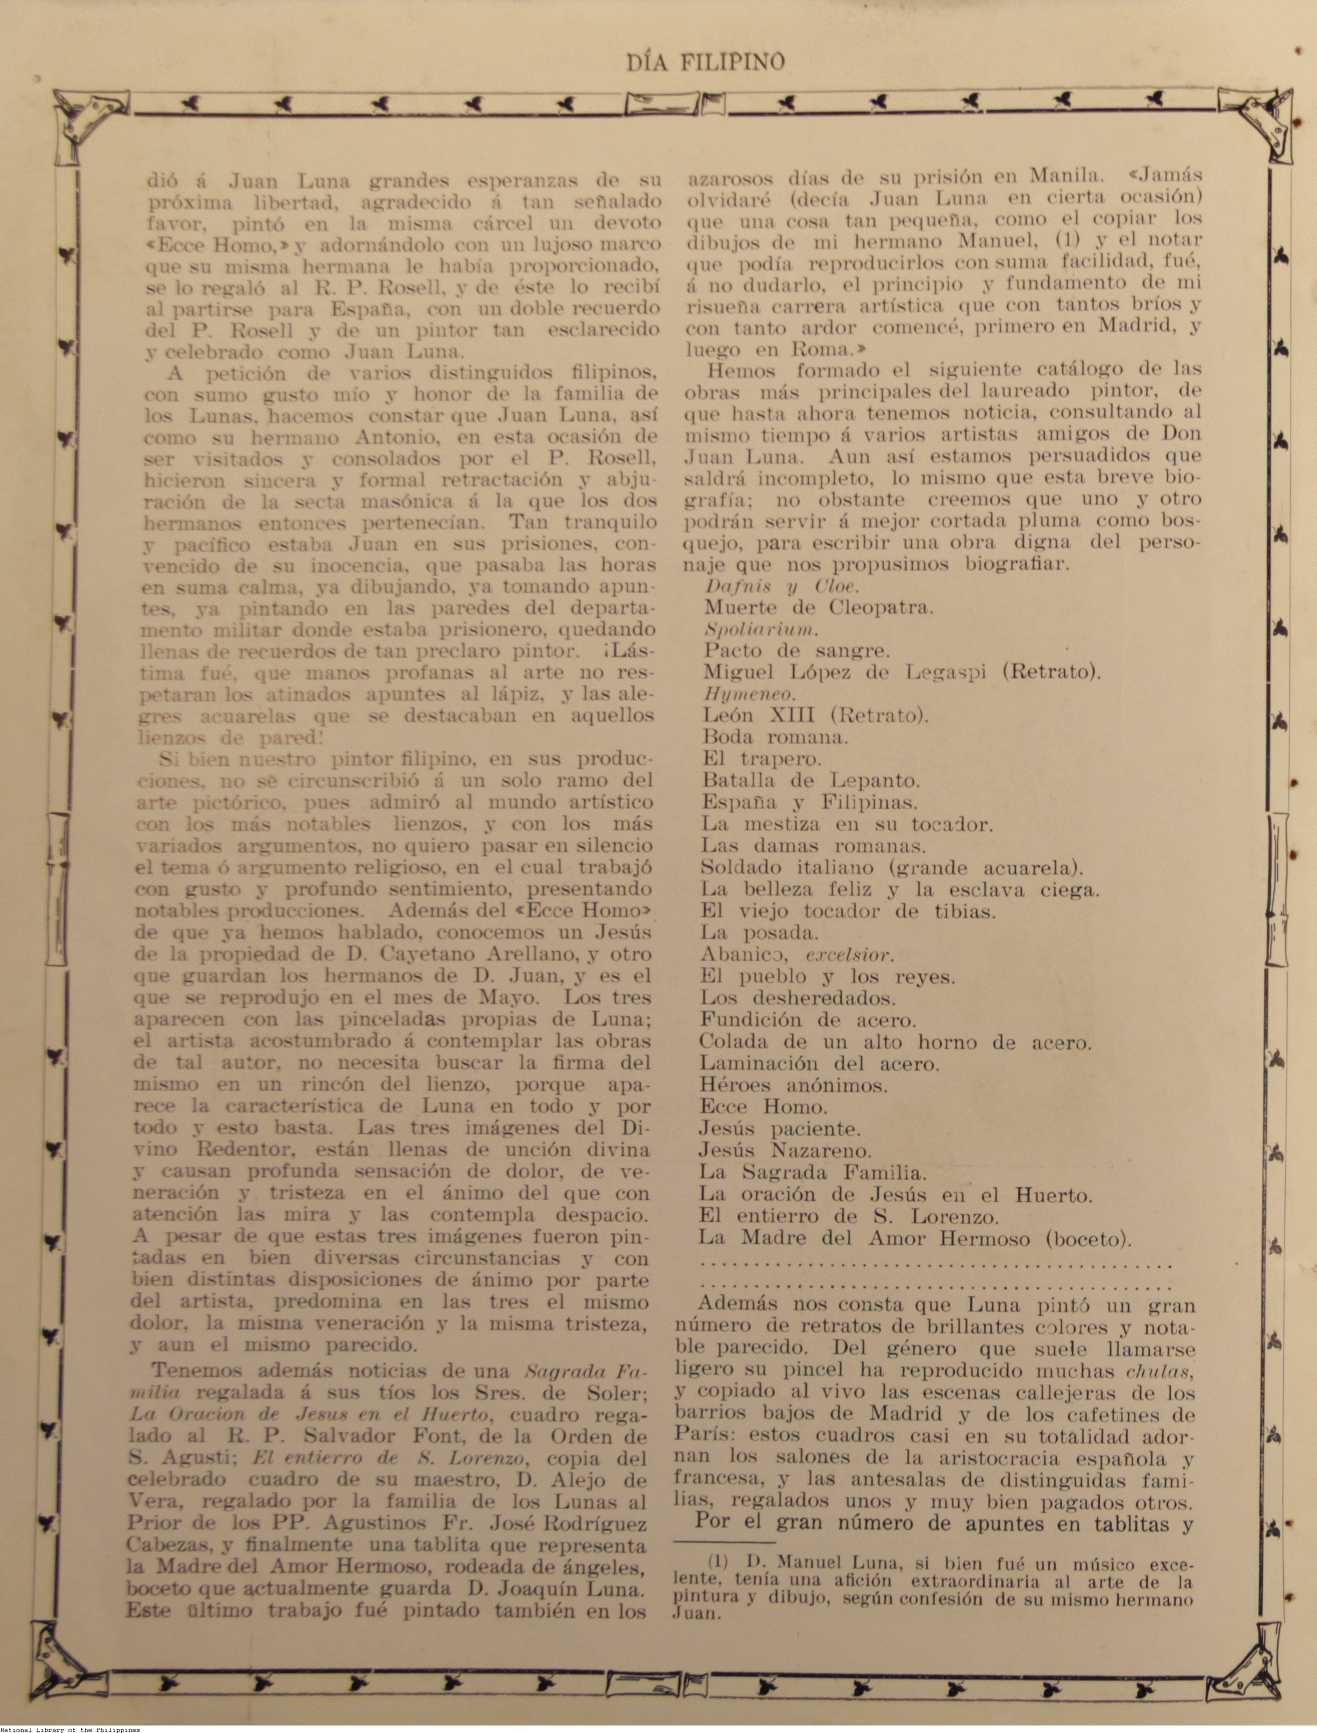 DÍA FILIPINO
dió á Juan Luna grandes esperanzas de su
próxima libertad, agradecido á tan señalado
favor, pintó en la misma cárcel un devoto
«Ecce Homo,» y adornándolo con un lujoso marco
que su misma hermana le había proporcionado,
se lo regaló al R. P. Rosell, y de éste lo recibí
al partirse para España, con un doble recuerdo
del P. Rosell y de un pintor tan esclarecido
y celebrado como Juan Luna.
A petición de varios distinguidos filipinos,
con sumo gusto mío y honor de la familia de
los Lunas, hacemos constar que Juan Luna, así
como su hermano Antonio, en esta ocasión de
ser visitados y consolados por el P. Rosell,
hicieron sincera y formal retractación y abju-
ración de la secta masónica á la que los dos
hermanos entonces pertenecían. Tan tranquilo
y pacífico estaba Juan en sus prisiones, con-
vencido de su inocencia, que pasaba las horas
en suma calma, ya dibujando, ya tomando apun-
tes, ya pintando en las paredes del departa-
mento militar donde estaba prisionero, quedando
llenas de recuerdos de tan preclaro pintor. ¡Lás-
tima fué, que manos profanas al arte no res-
petaran los atinados apuntes al lápiz, y las ale-
gres acuarelas que se destacaban en aquellos
lienzos de pared!
Si bien nuestro pintor filipino, en sus produc-
ciones, no se circunscribió á un solo ramo del
arte pictórico, pues admiró al mundo artístico
con los más notables lienzos, y con los más
variados argumentos, no quiero pasar en silencio
el tema ó argumento religioso, en el cual trabajó
con gusto y profundo sentimiento, presentando
notables producciones. Además del «Ecce Homo»
de que ya hemos hablado, conocemos un Jesús
de la propiedad de D. Cayetano Arellano, y otro
que guardan los hermanos de D. Juan, y es el
que se reprodujo en el mes de Mayo. Los tres
aparecen con las pinceladas propias de Luna;
el artista acostumbrado á contemplar las obras
de tal autor, no necesita buscar la firma del
mismo en un rincón del lienzo, porque apa-
rece la característica de Luna en todo y por
todo y esto basta. Las tres imágenes del Di-
vino Redentor, están llenas de unción divina
y causan profunda sensación de dolor, de ve-
neración y tristeza en el ánimo del que con
atención las mira y las contempla despacio.
A pesar de que estas tres imágenes fueron pin-
tadas en bien diversas circunstancias y con
bien distintas disposiciones de ánimo por parte
del artista, predomina en las tres el mismo
dolor, la misma veneración y la misma tristeza,
y aun el mismo parecido.
Tenemos además noticias de una Sagrada Fa-
milia regalada á sus tíos los Sres. de Soler;
La Oracion de Jesus en el Huerto, cuadro rega-
lado al R. P. Salvador Font, de la Orden de
S. Agustí; El entierro de S. Lorenzo, copia del
celebrado cuadro de su maestro, D. Alejo de
Vera, regalado por la familia de los Lunas al
Prior de los PP. Agustinos Fr. José Rodríguez
Cabezas, y finalmente una tablita que representa
la Madre del Amor Hermoso, rodeada de ángeles,
boceto que actualmente guarda D. Joaquín Luna.
Este último trabajo fué pintado también en los
azarosos días de su prisión en Manila. «Jamás
olvidaré (decía Juan Luna en cierta ocasión)
que una cosa tan pequeña, como el copiar los
dibujos de mi hermano Manuel, (1) y el notar
que podía reproducirlos con suma facilidad, fué,
á no dudarlo, el principio y fundamento de mi
risueña carrera artística que con tantos bríos y
con tanto ardor comencé, primero en Madrid, y
luego en Roma.»
Hemos formado el siguiente catálogo de las
obras más principales del laureado pintor, de
que hasta ahora tenemos noticia, consultando al
mismo tiempo á varios artistas amigos de Don
Juan Luna. Aun así estamos persuadidos que
saldrá incompleto, lo mismo que esta breve bio-
grafía; no obstante creemos que uno y otro
podrán servir á mejor cortada pluma como bos-
quejo, para escribir una obra digna del perso-
naje que nos propusimos biografiar.
Dafnis y Cloe.
Muerte de Cleopatra.
Spoliarium.
Pacto de sangre.
Miguel López de Legaspi (Retrato).
Hymeneo.
León XIII (Retrato).
Boda romana.
El trapero.
Batalla de Lepanto.
España y Filipinas.
La mestiza en su tocador.
Las damas romanas.
Soldado italiano (grande acuarela).
La belleza feliz y la esclava ciega.
El viejo tocador de tibias.
La posada.
Abanico, excelsior.
El pueblo y los reyes.
Los desheredados.
Fundición de acero.
Colada de un alto horno de acero.
Laminación del acero.
Héroes anónimos.
Ecce Homo.
Jesús paciente.
Jesús Nazareno.
La Sagrada Familia.
La oración de Jesús en el Huerto.
El entierro de S. Lorenzo.
La Madre del Amor Hermoso (boceto).
............................................
............................................
Además nos consta que Luna pintó un gran
número de retratos de brillantes colores y nota-
ble parecido. Del género que suele llamarse
ligero su pincel ha reproducido muchas chulas,
y copiado al vivo las escenas callejeras de los
barrios bajos de Madrid y de los cafetines de
París: estos cuadros casi en su totalidad ador-
nan los salones de la aristocracia española y
francesa, y las antesalas de distinguidas fami-
lias, regalados unos y muy bien pagados otros.
Por el gran número de apuntes en tablitas y
(1) D. Manuel Luna, si bien fué un músico exce-
lente, tenía una afición extraordinaria al arte de la
pintura y dibujo, según confesión de su mismo hermano
Juan.
National Library of the Philippines